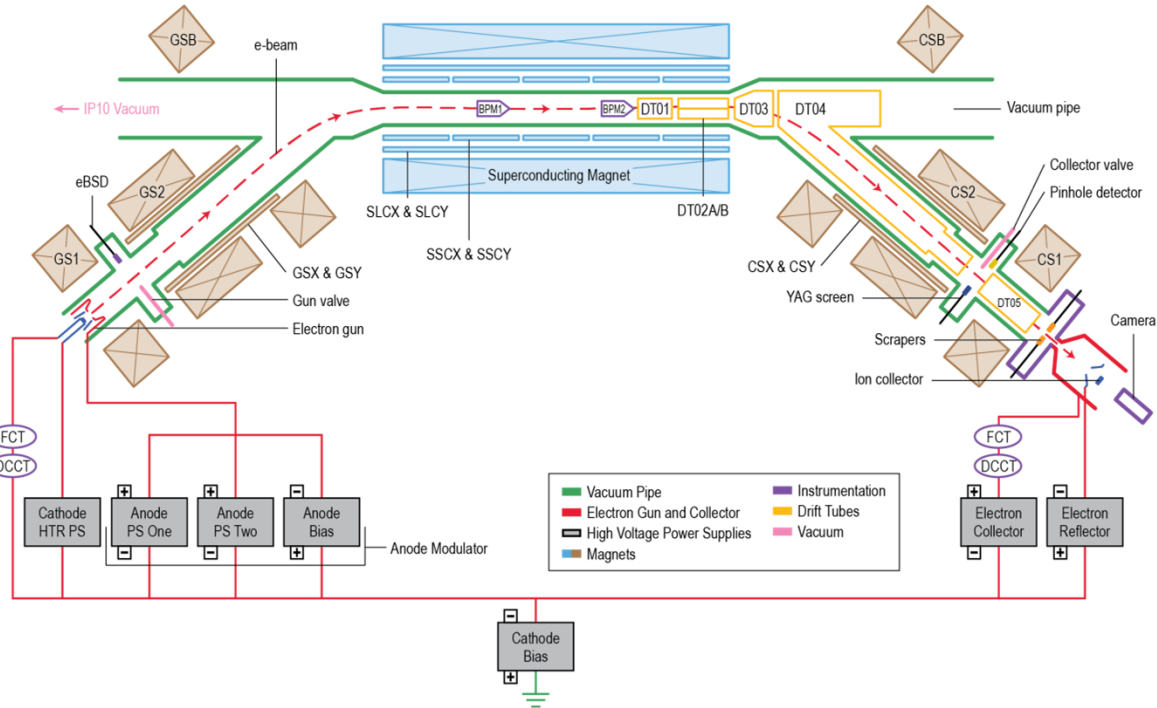 GSB
e-beam
CSB
IP10 Vacuum
BPM1
BPM2
DT01
DT03
DT04
Vacuum pipe
eBSD
GS2
Superconducting Magnet
CS2
Collector valve
Pinhole detector
SLCX & SLCY
DT02A/B
GS1
SSCX & SSCY
CS1
GSX & GSY
CSX & CSY
Gun valve
YAG screen
DT05
Electron gun
Scrapers
Camera
Ion collector
FCT
DCCT
FCT
DCCT
Cathode
HTR PS
+
Anode
PS One
−
+
Anode
PS Two
−
−
Anode
Bias
+
Anode Modulator
Vacuum Pipe
Electron Gun and Collector
High Voltage Power Supplies
Magnets
Instrumentation
Drift Tubes
Vacuum
+
Electron
Collector
−
−
Electron
Reflector
+
−
Cathode
Bias
+